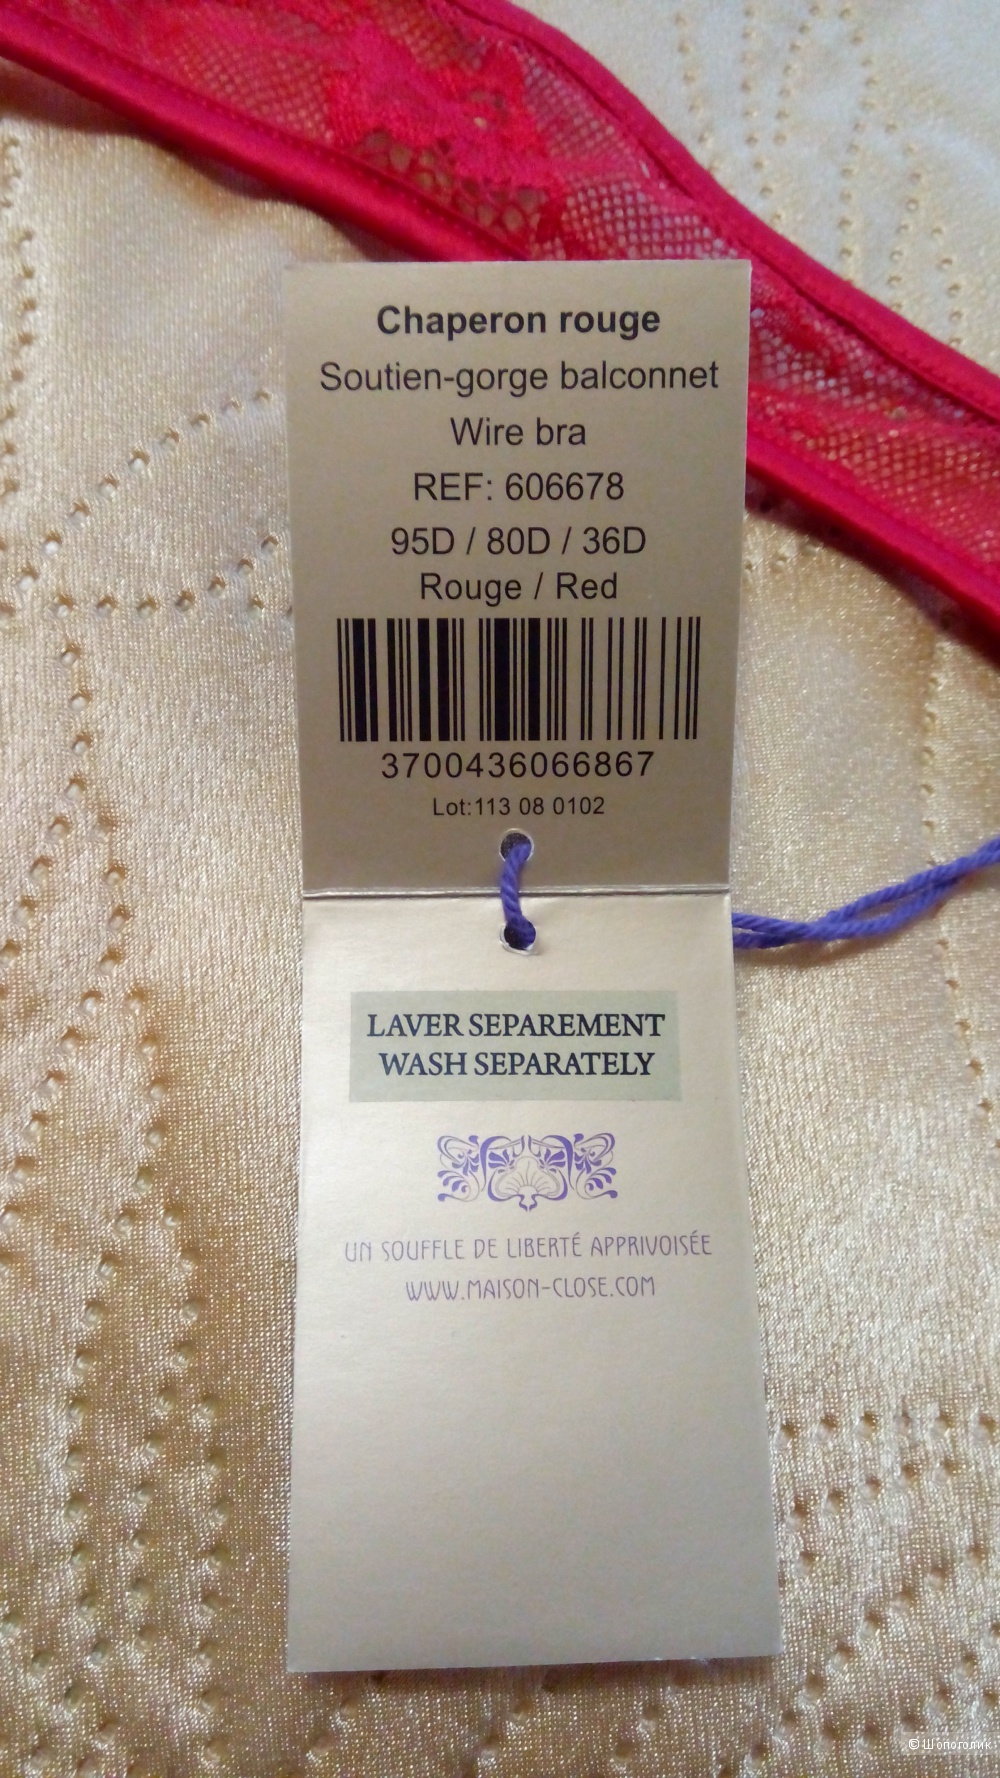 Chaperon rouge
Soutien-gorge balconnet
Wire bra
REF: 606678
95D / 80D / 36D
Rouge / Red
3700436066867
Lot:113 08 0102
LAVER SEPAREMENT
WASH SEPARATELY
UN SOUFFLE DE LIBERTÉ APPRIVOISÉE
WWW.MAISON-CLOSE.COM
© Шопоголик